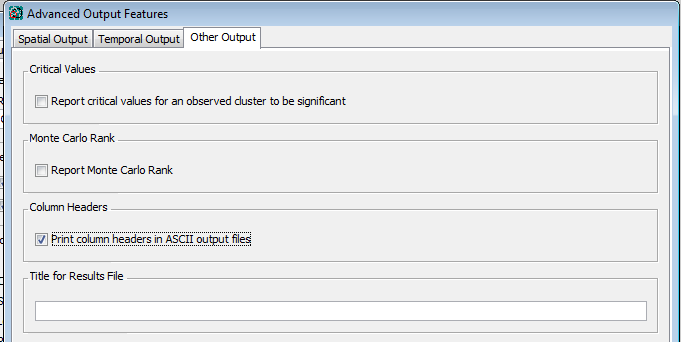 Advanced Output Features
Spatial Output Temporal Output Other Output
Critical Values
Report critical values for an observed cluster to be significant
Monte Carlo Rank
Report Monte Carlo Rank
Column Headers
Print column headers in ASCII output files
Title for Results File